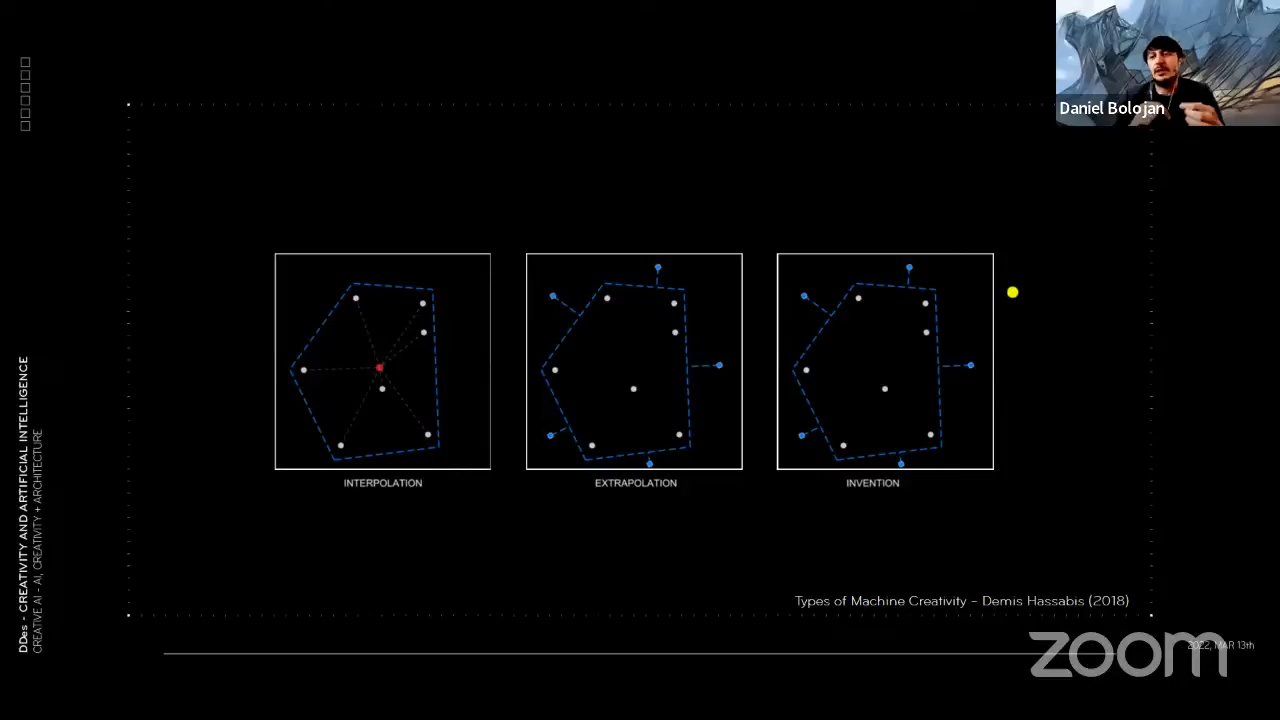 Daniel Bolojan
INTERPOLATION
EXTRAPOLATION
INVENTION
Types of Machine Creativity - Demis Hassabis (2018)
DDes - CREATIVITY AND ARTIFICIAL INTELLIGENCE
CREATIVE AI - AI, CREATIVITY + ARCHITECTURE
2022, MAR 13th
zoom